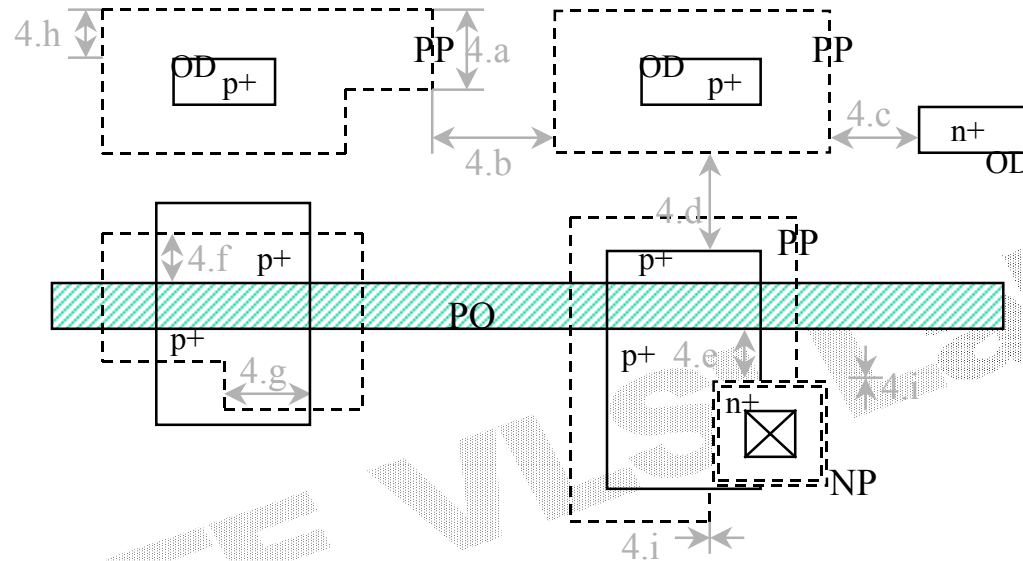 4.h
OD
p+
PP
4.a
OD
p+
PP
4.c
n+
OD
4.b
4.d
PP
4.f
p+
p+
PO
p+
4.g
p+
4.e
n+
4.i
NP
4.i